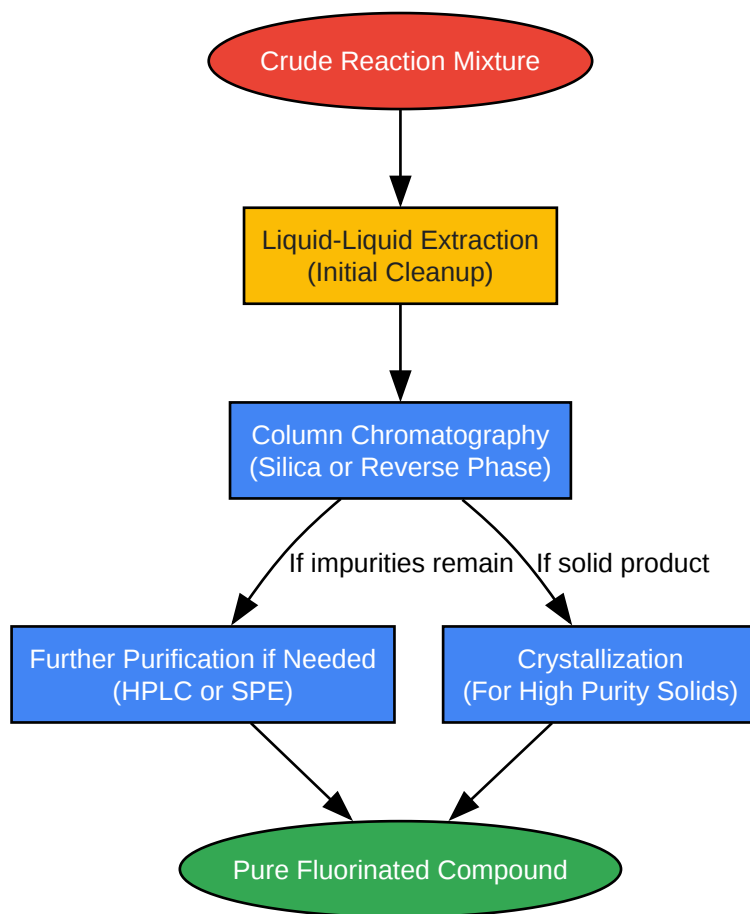 Crude Reaction Mixture
Liquid-Liquid Extraction
(Initial Cleanup)
Column Chromatography
(Silica or Reverse Phase)
If impurities remain
If solid product
Further Purification if Needed
(HPLC or SPE)
Crystallization
(For High Purity Solids)
Pure Fluorinated Compound